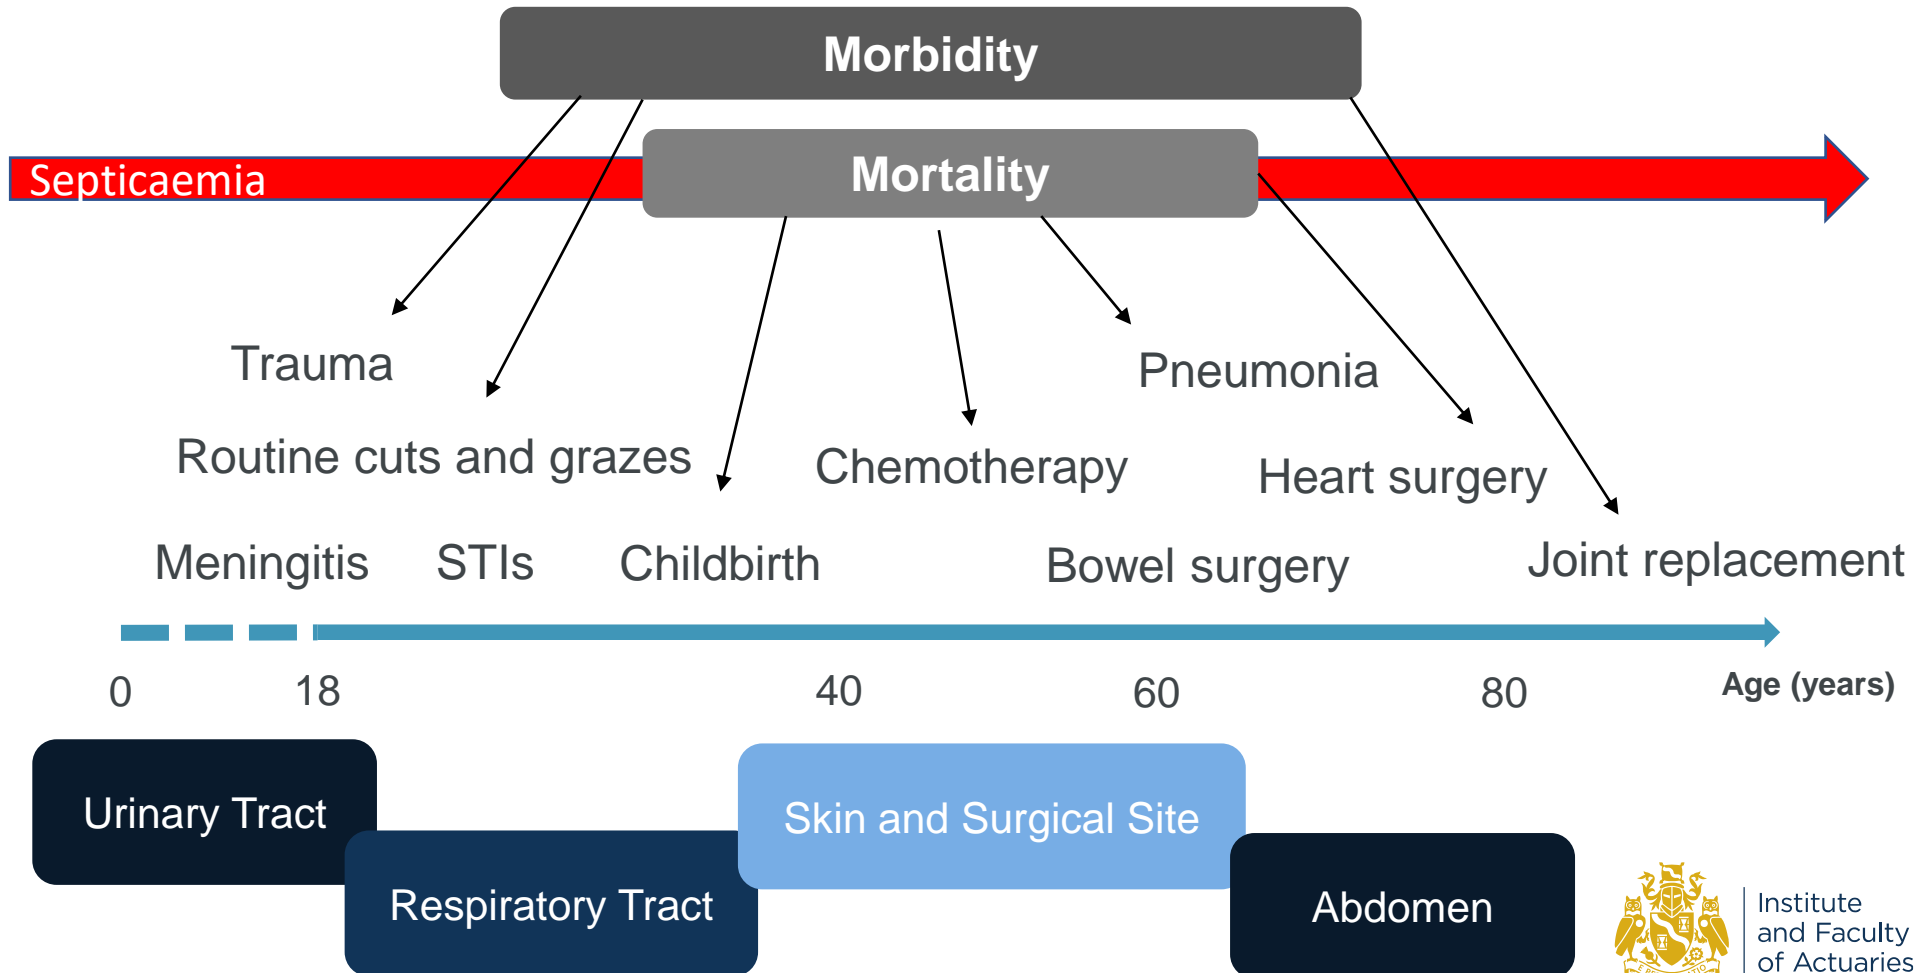 Morbidity
Septicaemia
Mortality
Trauma
Pneumonia
Routine cuts and grazes
Chemotherapy
Heart surgery
Meningitis
STIs
Childbirth
Bowel surgery
Joint replacement
0
18
40
60
80
Age (years)
Urinary Tract
Respiratory Tract
Skin and Surgical Site
Abdomen
Institute
and Faculty
of Actuaries